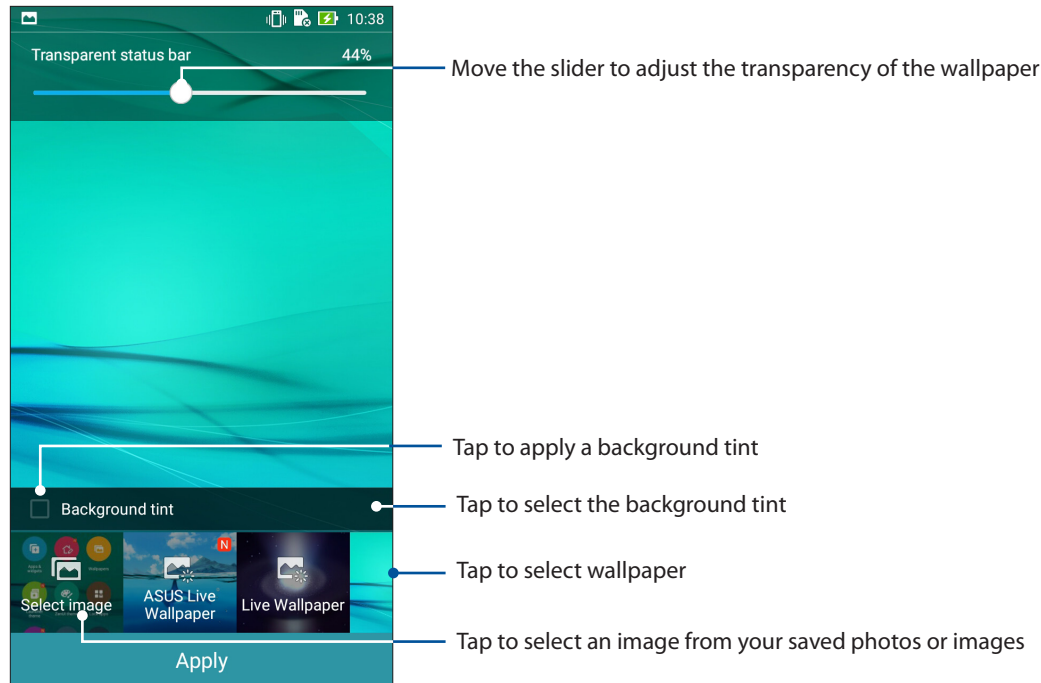 10:38
Transparent status bar 44%
Move the slider to adjust the transparency of the wallpaper
Tap to apply a background tint
Background tint
Tap to select the background tint
N
Wallpapers
Select image
ASUS Live
Wallpaper
Live Wallpaper
Tap to select wallpaper
Tap to select an image from your saved photos or images
Apply